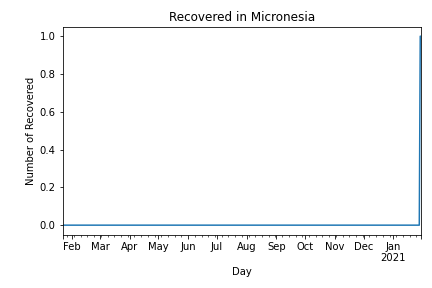 Recovered in Micronesia
Number of Recovered
1.0
0.8
0.6
0.4
0.2
0.0
Feb Mar Apr May Jun Jul Aug Sep Oct Nov Dec Jan
2021
Day